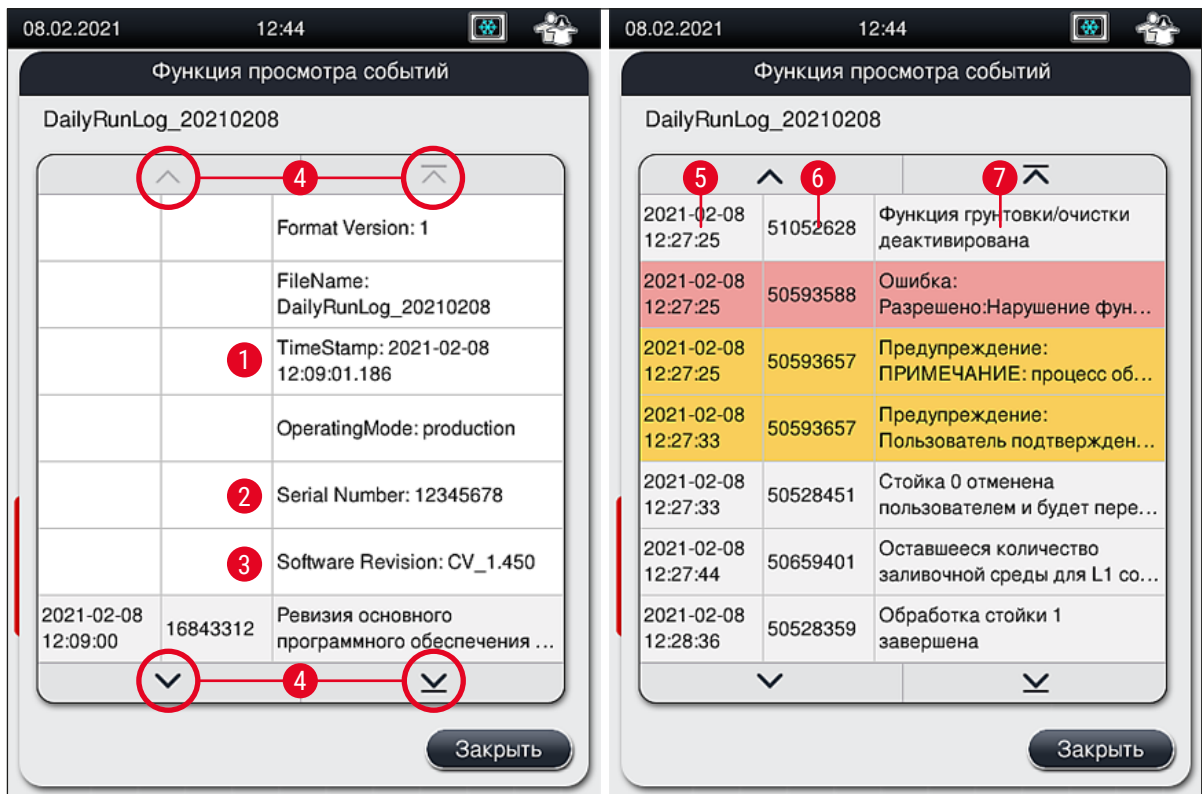 08.02.2021 12:44
Функция просмотра событий
DailyRunLog_20210208
4
Format Version: 1
FileName:
DailyRunLog_20210208
1
TimeStamp: 2021-02-08
12:09:01.186
OperatingMode: production
2
Serial Number: 12345678
3
Software Revision: CV_1.450
2021-02-08
12:09:00
16843312
Ревизия основного
программного обеспечения ...
4
Закрыть
08.02.2021 12:44
Функция просмотра событий
DailyRunLog_20210208
5 6 7
2021-02-08
12:27:25
51052628
Функция грунтовки/очистки
деактивирована
2021-02-08
12:27:25
50593588
Ошибка:
Разрешено:Нарушение фун...
2021-02-08
12:27:25
50593657
Предупреждение:
ПРИМЕЧАНИЕ: процесс об...
2021-02-08
12:27:33
50593657
Предупреждение:
Пользователь подтвержден...
2021-02-08
12:27:33
50528451
Стойка 0 отменена
пользователем и будет пере...
2021-02-08
12:27:44
50659401
Оставшееся количество
заливочной среды для L1 со...
2021-02-08
12:28:36
50528359
Обработка стойки 1
завершена
Закрыть